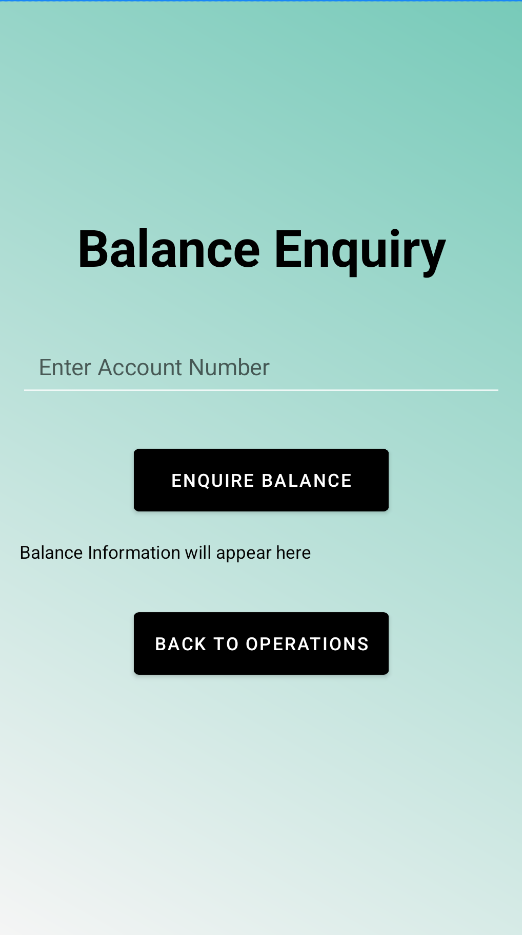 Balance Enquiry
Enter Account Number
ENQUIRE BALANCE
Balance Information will appear here
BACK TO OPERATIONS